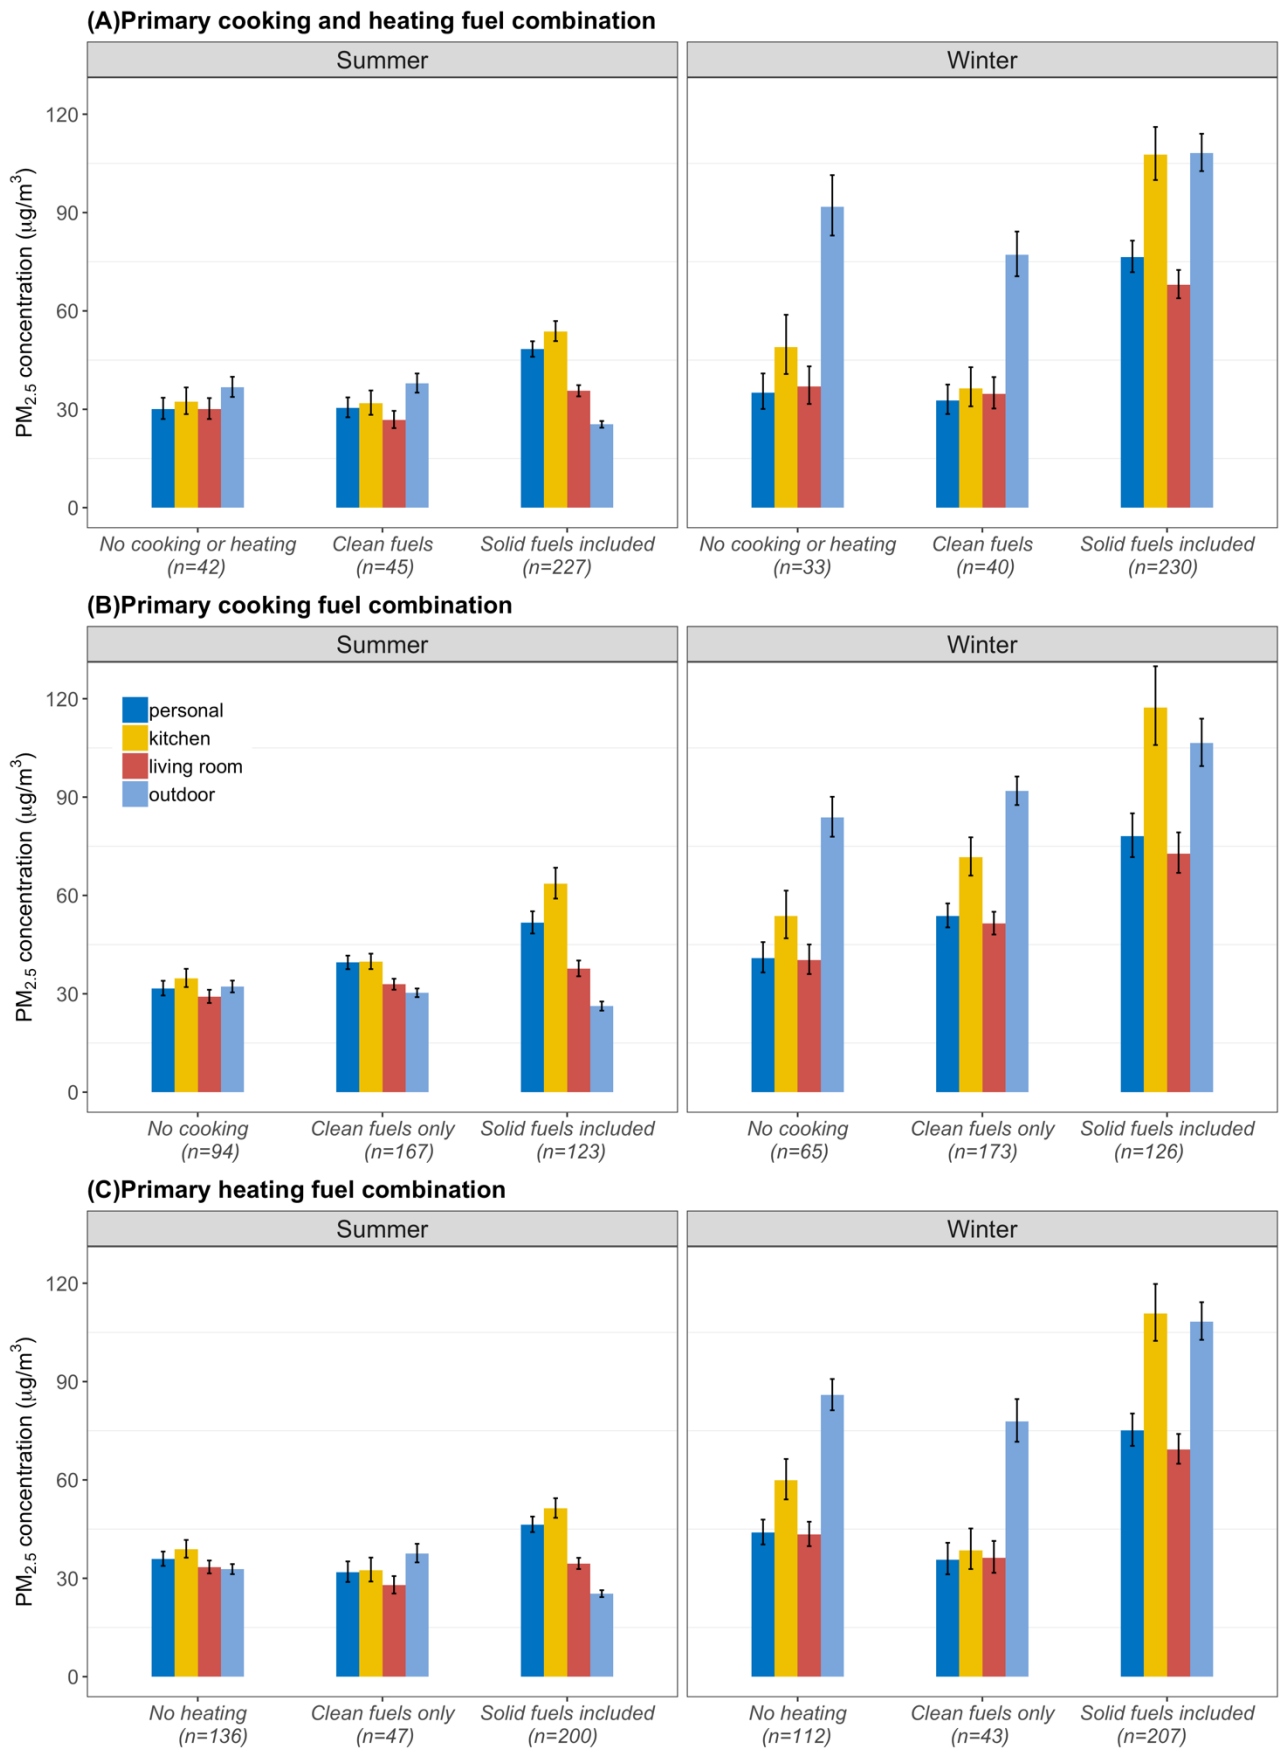 (A)Primary cooking and heating fuel combination
Summer
Winter
PM2.5 concentration (μg/m3)
120
90
60
30
0
No cooking or heating
(n=42)
Clean fuels
(n=45)
Solid fuels included
(n=227)
No cooking or heating
(n=33)
Clean fuels
(n=40)
Solid fuels included
(n=230)
(B)Primary cooking fuel combination
Summer
Winter
PM2.5 concentration (μg/m3)
120
90
60
30
0
personal
kitchen
living room
outdoor
No cooking
(n=94)
Clean fuels only
(n=167)
Solid fuels included
(n=123)
No cooking
(n=65)
Clean fuels only
(n=173)
Solid fuels included
(n=126)
(C)Primary heating fuel combination
Summer
Winter
PM2.5 concentration (μg/m3)
120
90
60
30
0
No heating
(n=136)
Clean fuels only
(n=47)
Solid fuels included
(n=200)
No heating
(n=112)
Clean fuels only
(n=43)
Solid fuels included
(n=207)